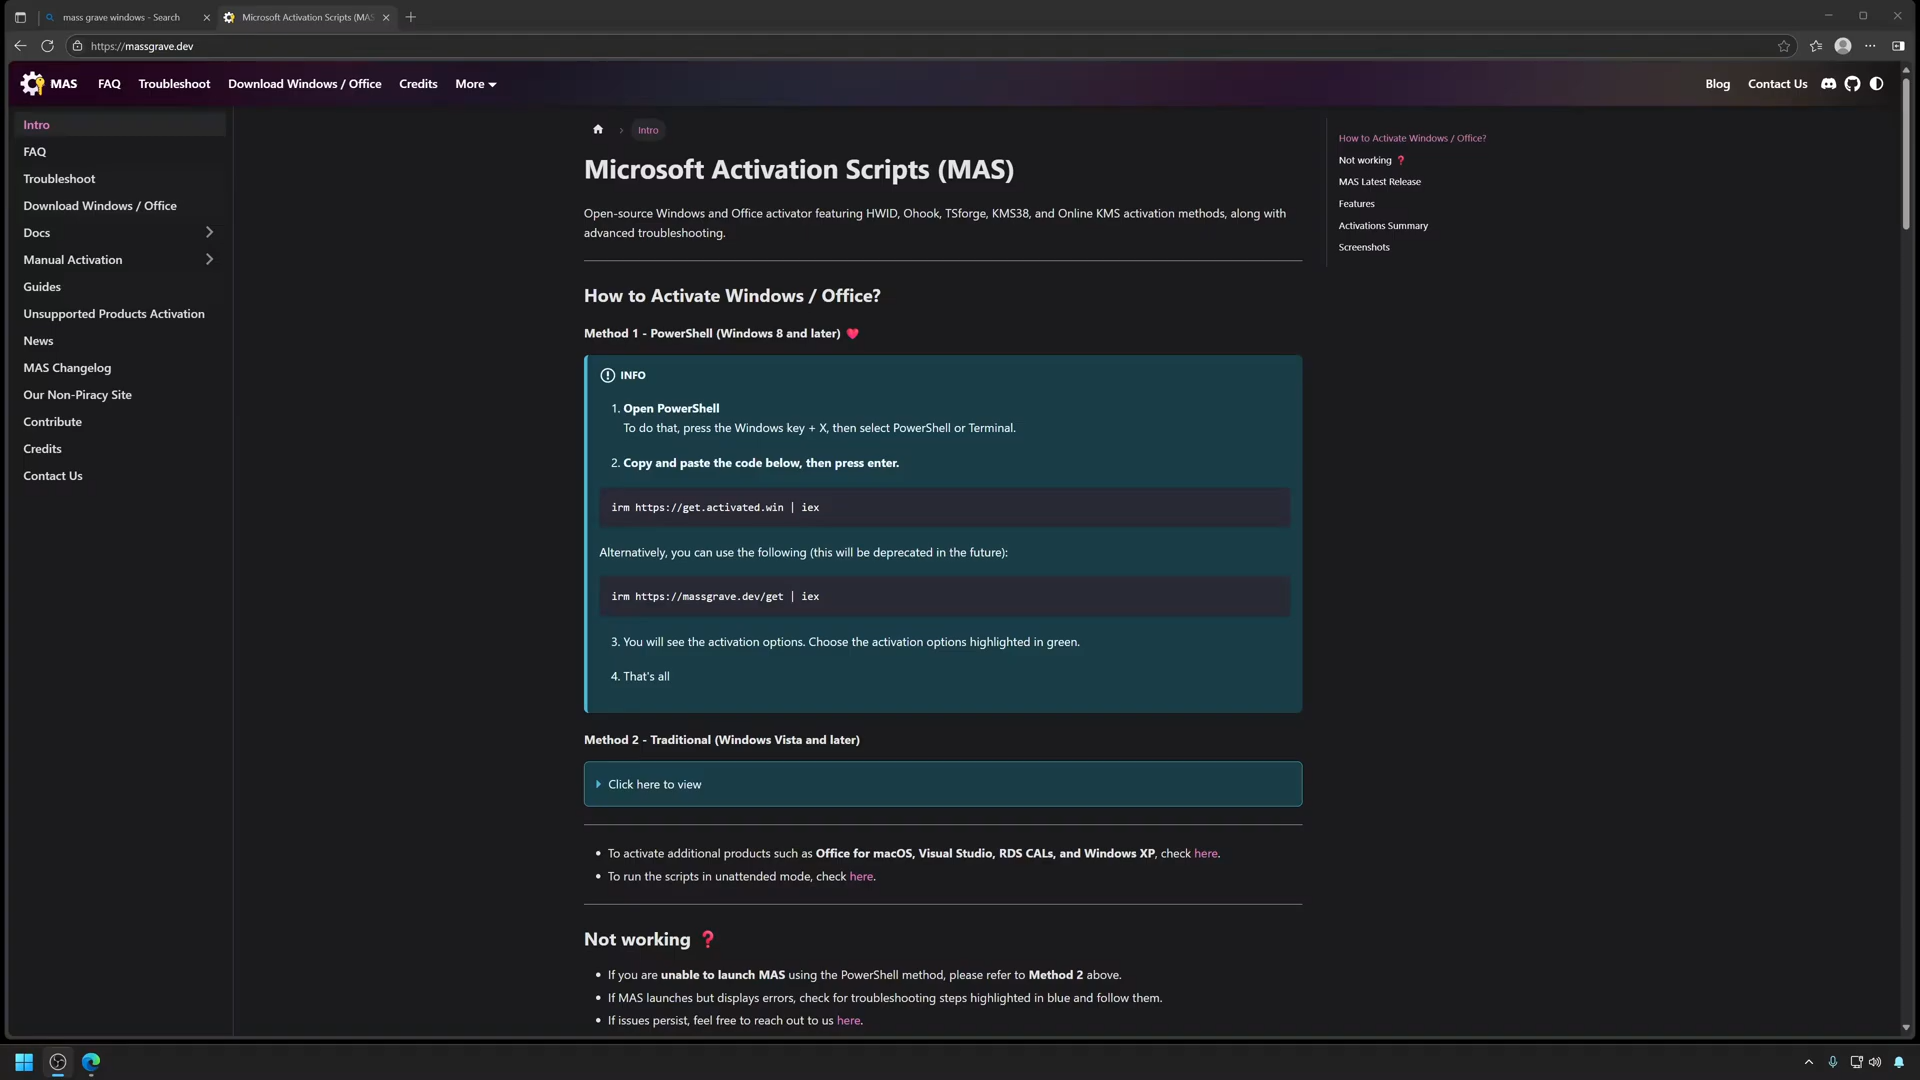 mass grave windows - Search
Microsoft Activation Scripts (MAS
https://massgrave.dev
MAS
FAQ
Troubleshoot
Download Windows / Office
Credits
More
Blog
Contact Us
Intro
FAQ
Troubleshoot
Download Windows / Office
Docs
Manual Activation
Guides
Unsupported Products Activation
News
MAS Changelog
Our Non-Piracy Site
Contribute
Credits
Contact Us
Intro
Microsoft Activation Scripts (MAS)
Open-source Windows and Office activator featuring HWID, Ohook, TSforge, KMS38, and Online KMS activation methods, along with
advanced troubleshooting.
How to Activate Windows / Office?
Method 1 - PowerShell (Windows 8 and later) ❤️
INFO
1. Open PowerShell
To do that, press the Windows key + X, then select PowerShell or Terminal.
2. Copy and paste the code below, then press enter.
irm https://get.activated.win | iex
Alternatively, you can use the following (this will be deprecated in the future):
irm https://massgrave.dev/get | iex
3. You will see the activation options. Choose the activation options highlighted in green.
4. That's all
Method 2 - Traditional (Windows Vista and later)
Click here to view
• To activate additional products such as Office for macOS, Visual Studio, RDS CALs, and Windows XP, check here.
• To run the scripts in unattended mode, check here.
Not working ❓
• If you are unable to launch MAS using the PowerShell method, please refer to Method 2 above.
• If MAS launches but displays errors, check for troubleshooting steps highlighted in blue and follow them.
• If issues persist, feel free to reach out to us here.
How to Activate Windows / Office?
Not working ❓
MAS Latest Release
Features
Activations Summary
Screenshots